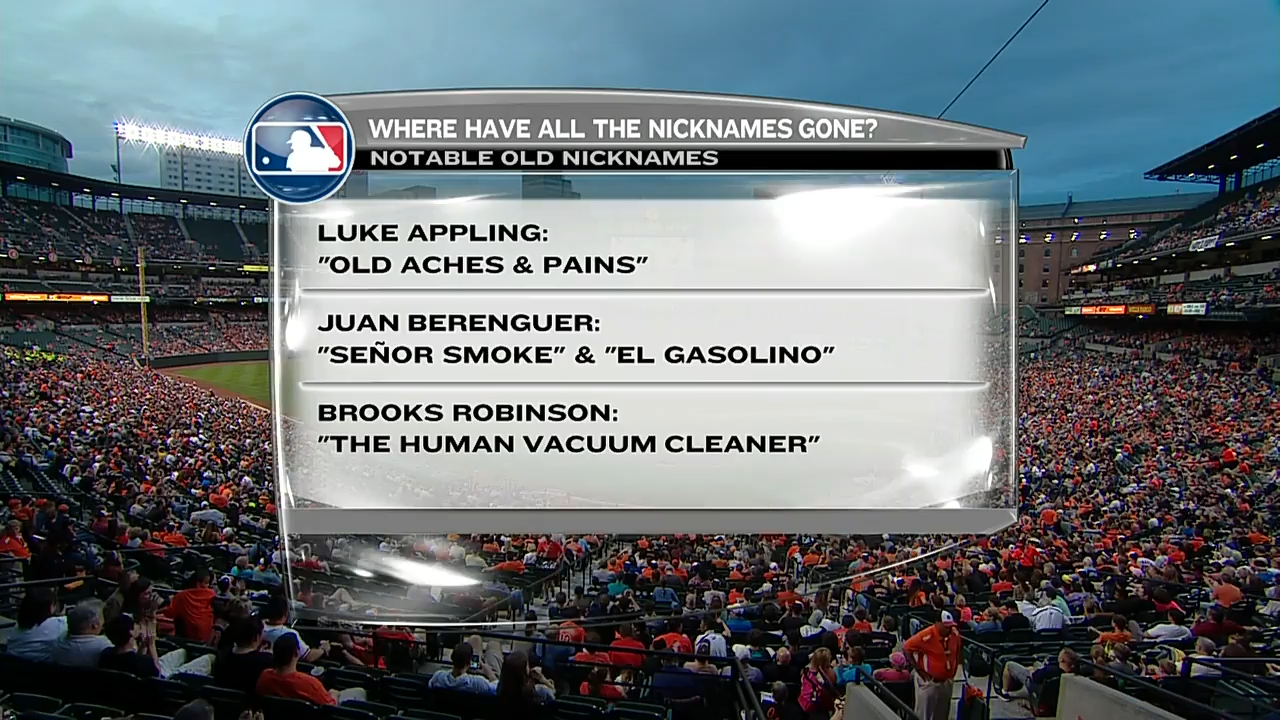 WHERE HAVE ALL THE NICKNAMES GONE?
NOTABLE OLD NICKNAMES
LUKE APPLING:
"OLD ACHES & PAINS"
JUAN BERENGUER:
"SEÑOR SMOKE" & "EL GASOLINO"
BROOKS ROBINSON:
"THE HUMAN VACUUM CLEANER"